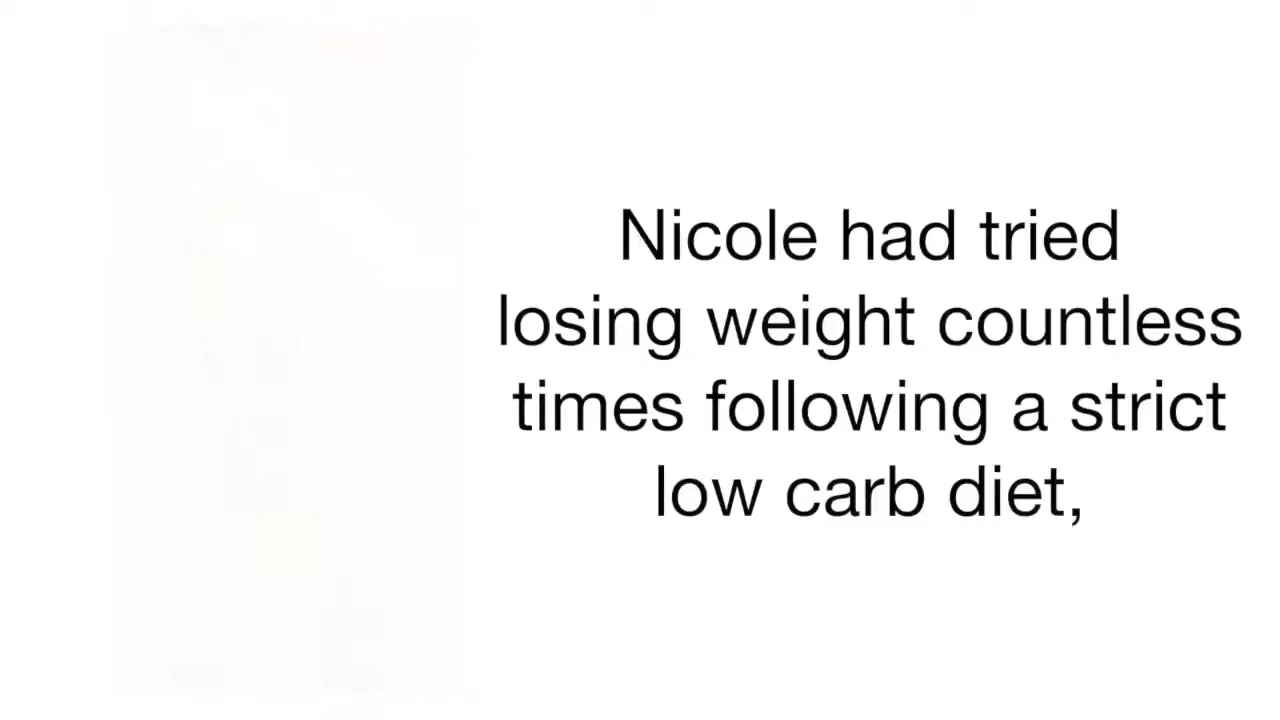 Nicole had tried
losing weight countless
times following a strict
low carb diet,